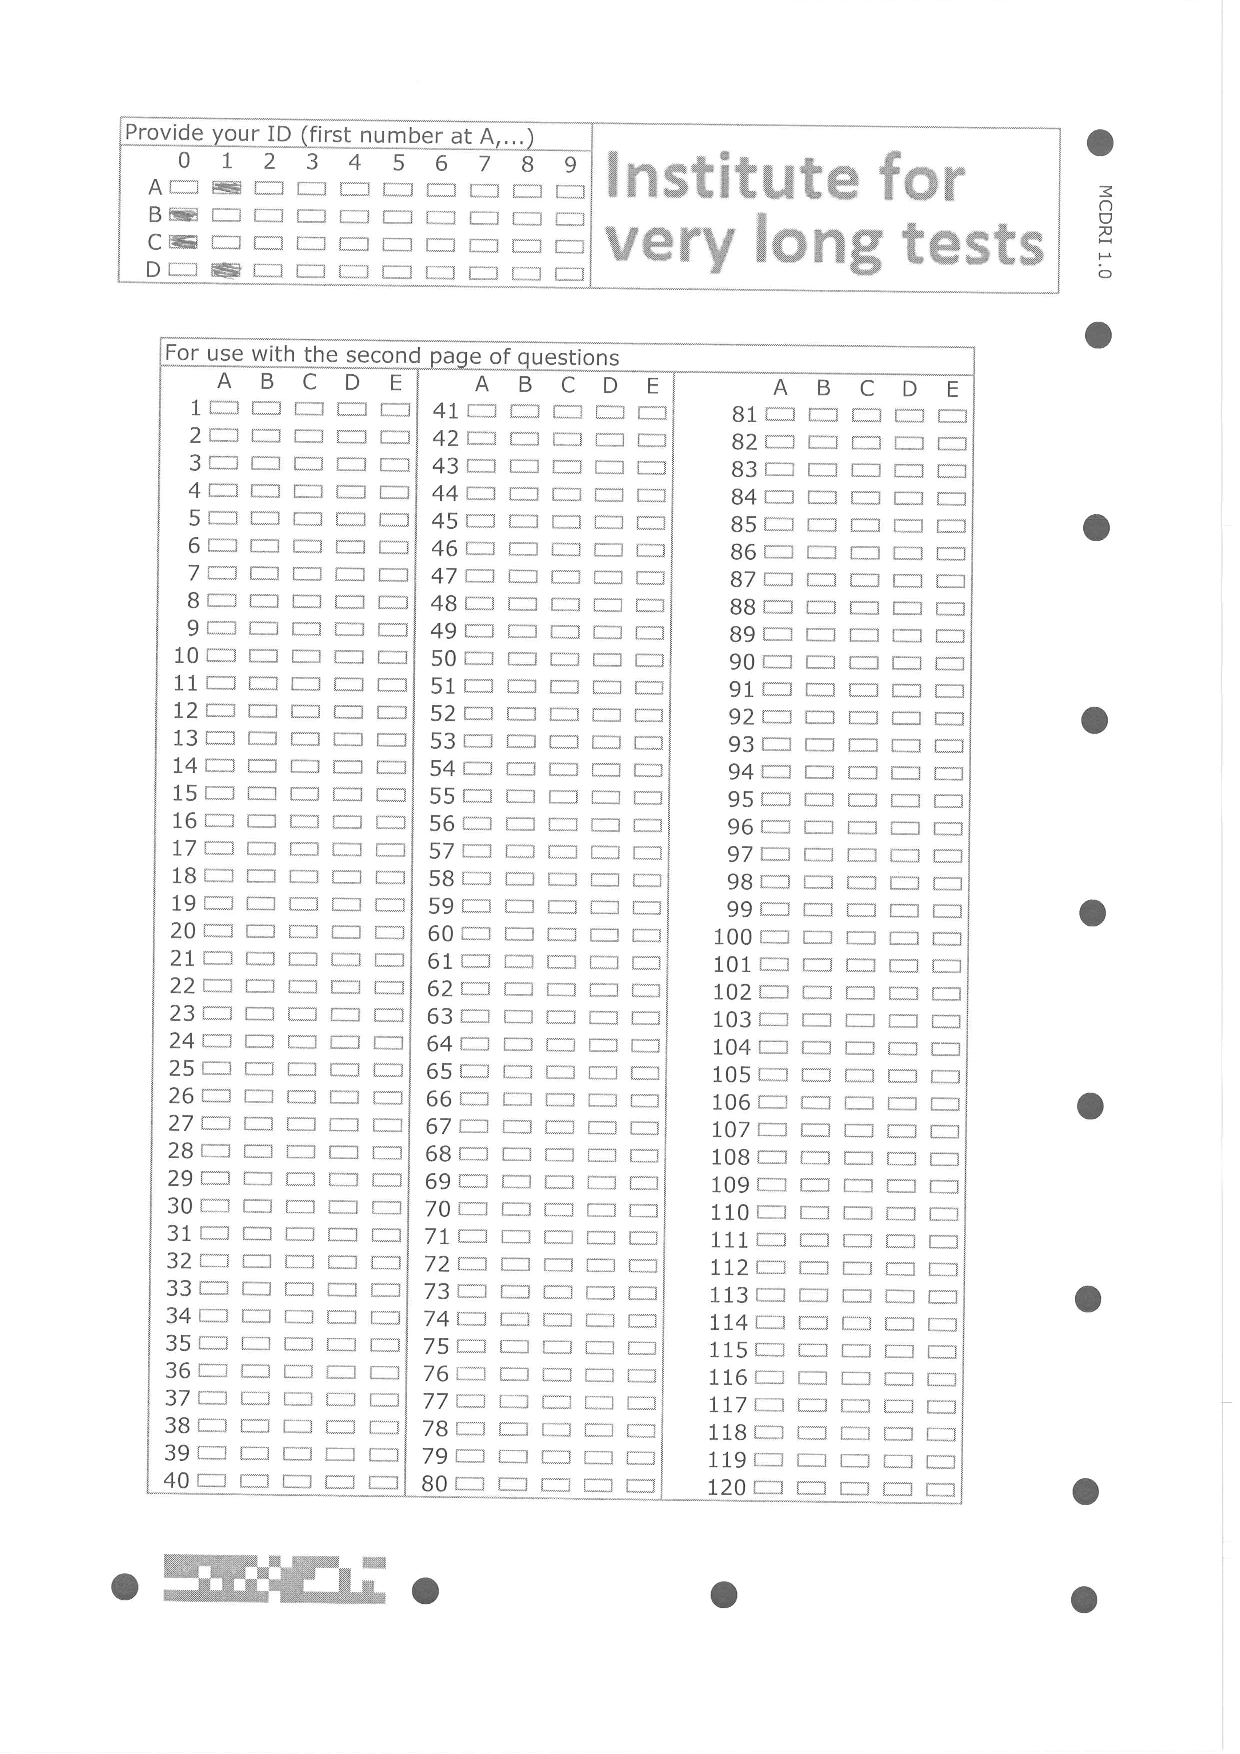 Provide your ID (first number at A,...)
0 1 2 3 4 5 6 7 8 9
A
B
C
D
Institute for
very long tests
MCDRI 1.0
For use with the second page of questions
A B C D E A B C D E A B C D E
1 41 81
2 42 82
3 43 83
4 44 84
5 45 85
6 46 86
7 47 87
8 48 88
9 49 89
10 50 90
11 51 91
12 52 92
13 53 93
14 54 94
15 55 95
16 56 96
17 57 97
18 58 98
19 59 99
20 60 100
21 61 101
22 62 102
23 63 103
24 64 104
25 65 105
26 66 106
27 67 107
28 68 108
29 69 109
30 70 110
31 71 111
32 72 112
33 73 113
34 74 114
35 75 115
36 76 116
37 77 117
38 78 118
39 79 119
40 80 120